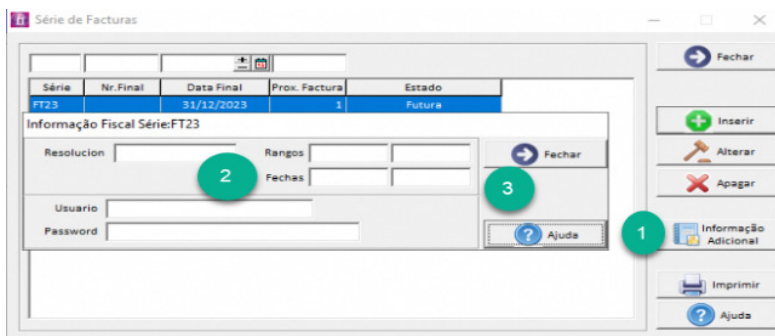 Série de Facturas
Fechar
Série Nr.Final Data Final Prox. Factura Estado
FT23 31/12/2023 1 Futura
Informação Fiscal Série:FT23
Inserir
Resolucion Rangos Fechar
Alterar
2 Fechas
3 Apagar
Usuario
Password Ajuda 1 Informação
Adicional
Imprimir
Ajuda